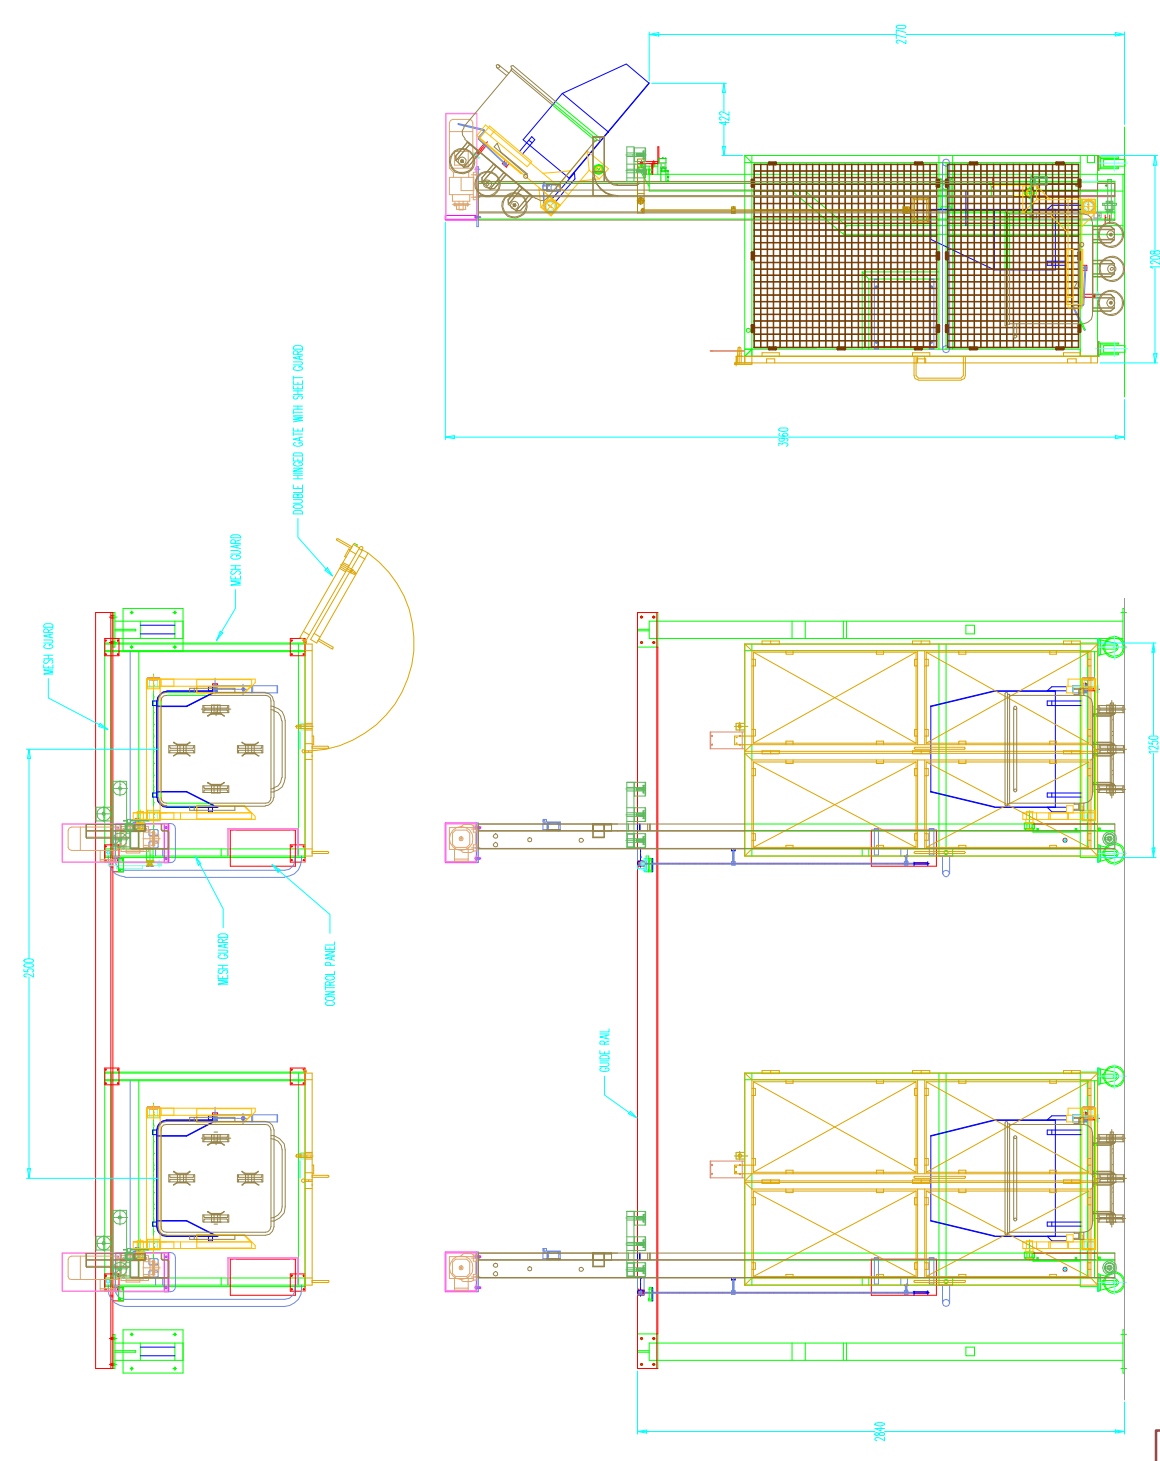 2770
422
1208
3960
DOUBLE HINGED GATE WITH SHEET GUARD
MESH GUARD
MESH GUARD
2500
MESH GUARD
CONTROL PANEL
GUIDE RAIL
1250
2840